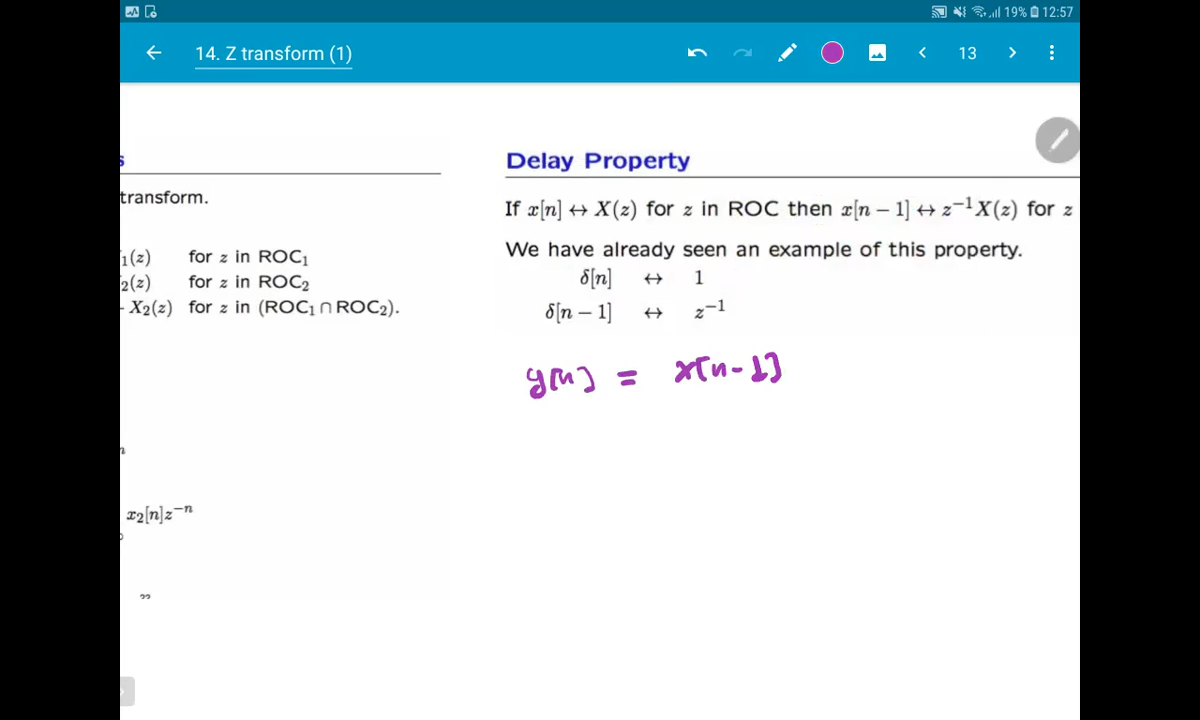 19% 12:57
14. Z transform (1)
13
s
transform.
1(z) for z in ROC1
2(z) for z in ROC2
- X2(z) for z in (ROC1 ∩ ROC2).
n
x2[n]z^−n
Delay Property
If x[n] ↔ X(z) for z in ROC then x[n − 1] ↔ z^−1X(z) for z
We have already seen an example of this property.
δ[n] ↔ 1
δ[n − 1] ↔ z^−1
y[n] = x[n-1]